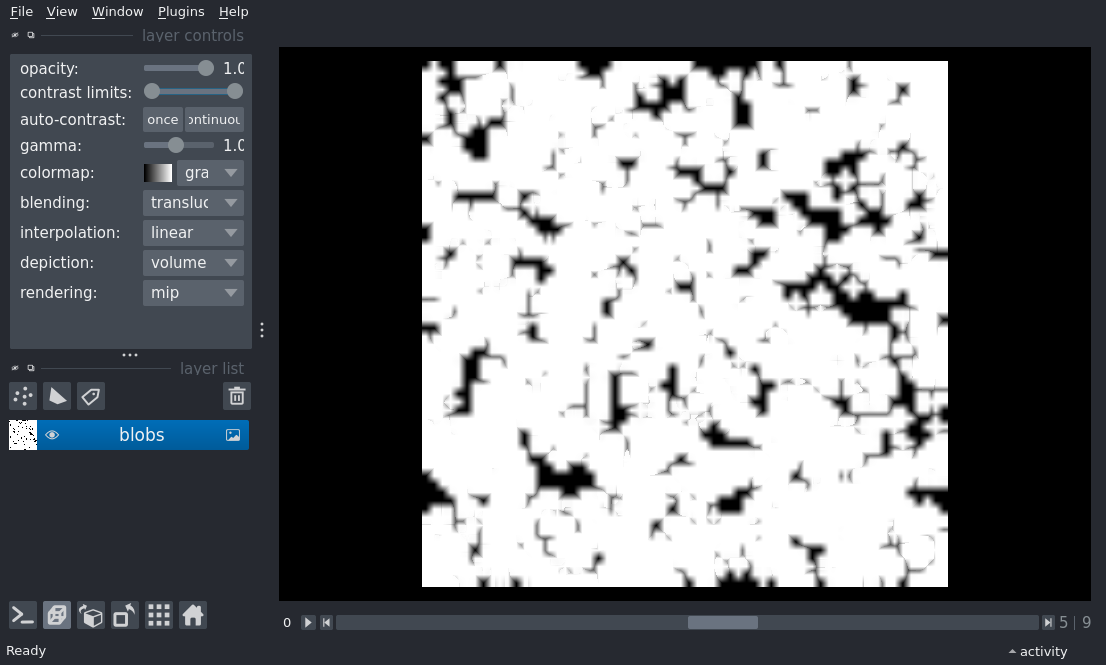 File View Window Plugins Help
layer controls
opacity: 1.0
contrast limits:
auto-contrast: once ontinuou
gamma: 1.0
colormap: gra
blending: transluc
interpolation: linear
depiction: volume
rendering: mip
layer list
blobs
0 5 | 9
Ready activity